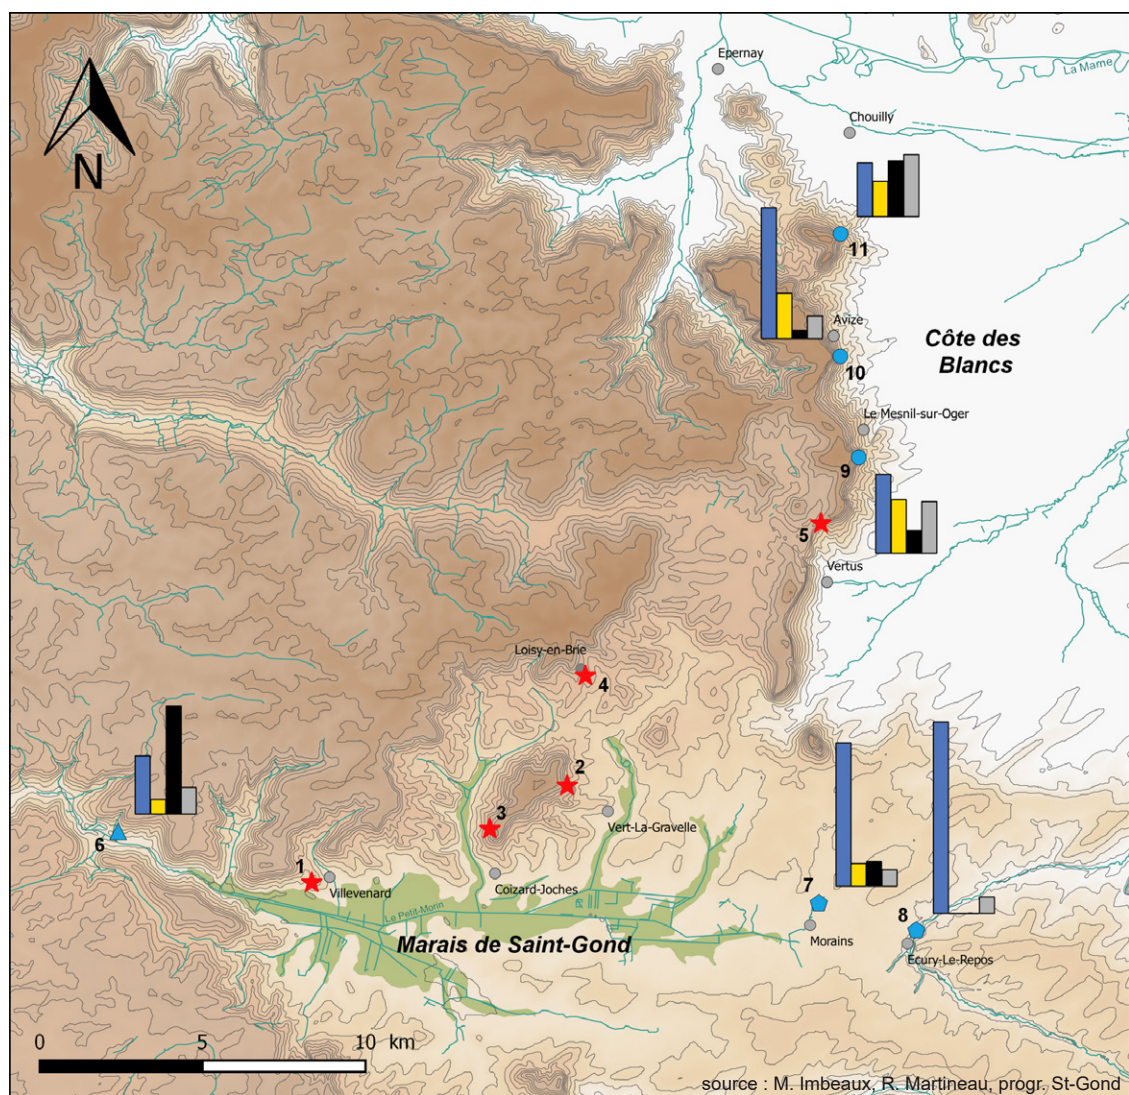 Epernay
La Marne
Chouilly
N
11
Avize
Côte des
Blancs
10
Le Mesnil-sur-Oger
9
5
Vertus
Loisy-en-Brie
4
2
3
Vert-La-Gravelle
6
1
Villevenard
Coizard-Joches
7
Le Petit-Morin
8
Marais de Saint-Gond
Morains
Ecury-Le-Repos
0 5 10 km
source : M. Imbeaux, R. Martineau, progr. St-Gond